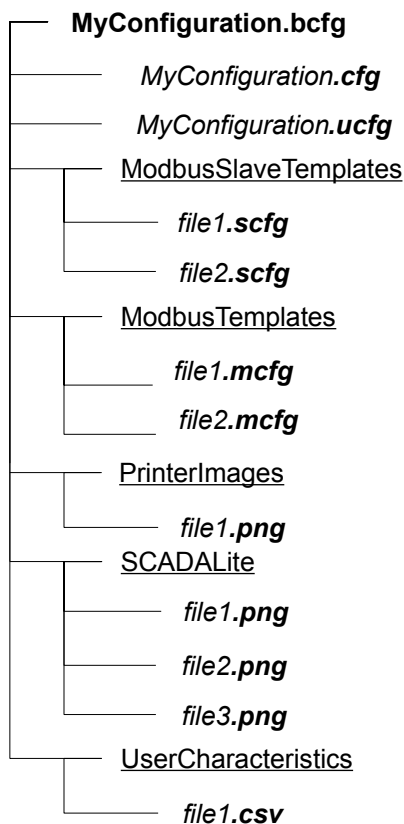 MyConfiguration.bcfg
MyConfiguration.cfg
MyConfiguration.ucfg
ModbusSlaveTemplates
file1.scfg
file2.scfg
ModbusTemplates
file1.mcfg
file2.mcfg
PrinterImages
file1.png
SCADALite
file1.png
file2.png
file3.png
UserCharacteristics
file1.csv